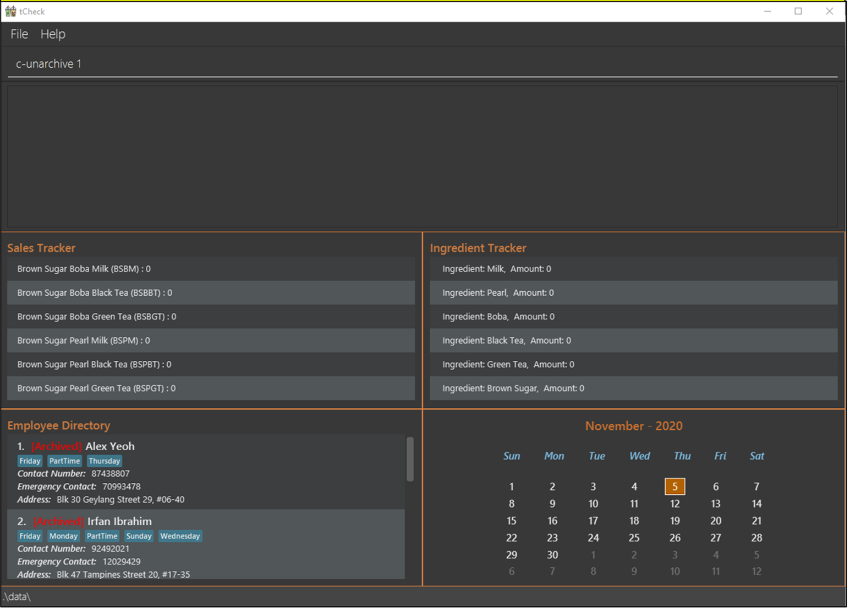 tCheck
File Help
c-unarchive 1
Sales Tracker
Brown Sugar Boba Milk (BSBM) : 0
Brown Sugar Boba Black Tea (BSBBT) : 0
Brown Sugar Boba Green Tea (BSBGT) : 0
Brown Sugar Pearl Milk (BSPM) : 0
Brown Sugar Pearl Black Tea (BSPBT) : 0
Brown Sugar Pearl Green Tea (BSPGT) : 0
Ingredient Tracker
Ingredient: Milk, Amount: 0
Ingredient: Pearl, Amount: 0
Ingredient: Boba, Amount: 0
Ingredient: Black Tea, Amount: 0
Ingredient: Green Tea, Amount: 0
Ingredient: Brown Sugar, Amount: 0
Employee Directory
1. [Archived] Alex Yeoh
Friday PartTime Thursday
Contact Number: 87438807
Emergency Contact: 70993478
Address: Blk 30 Geylang Street 29, #06-40
2. [Archived] Irfan Ibrahim
Friday Monday PartTime Sunday Wednesday
Contact Number: 92492021
Emergency Contact: 12029429
Address: Blk 47 Tampines Street 20, #17-35
November - 2020
Sun Mon Tue Wed Thu Fri Sat
1 2 3 4 5 6 7
8 9 10 11 12 13 14
15 16 17 18 19 20 21
22 23 24 25 26 27 28
29 30 1 2 3 4 5
6 7 8 9 10 11 12
.\data\